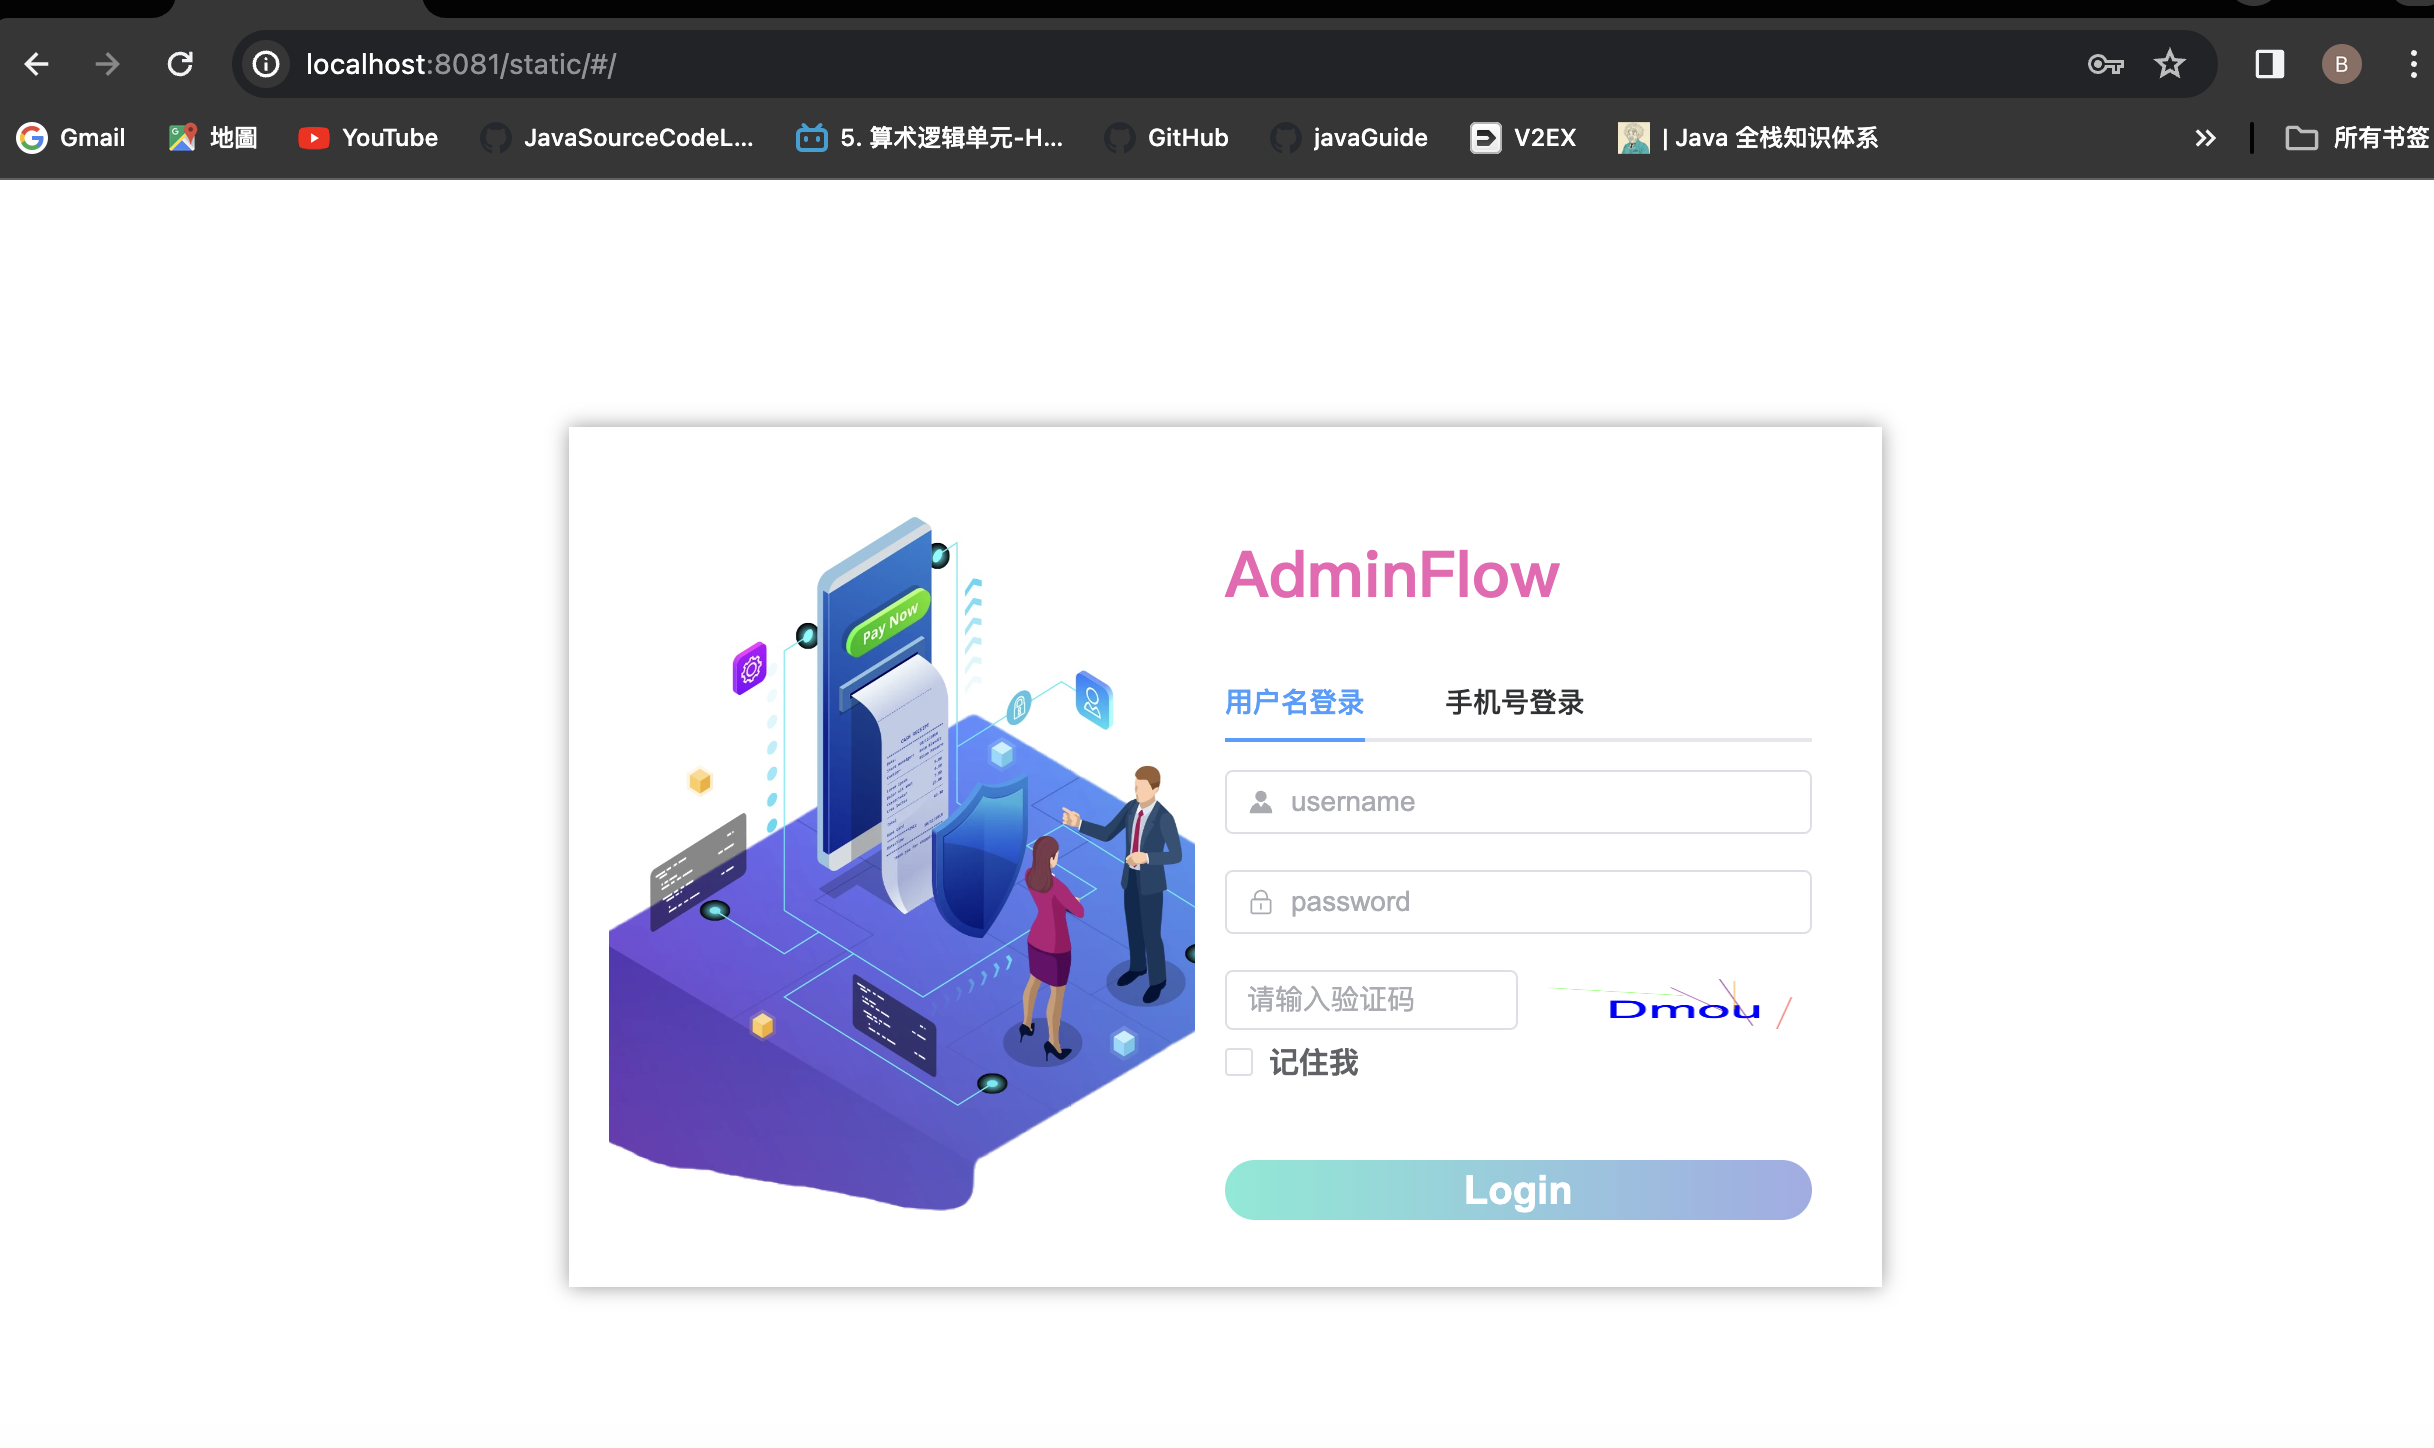 localhost:8081/static/#/
B
Gmail
地圖
YouTube
JavaSourceCodeL...
5. 算术逻辑单元-H...
GitHub
javaGuide
V2EX
| Java 全栈知识体系
所有书签
Pay Now
CASH RECEIPT
AdminFlow
用户名登录
手机号登录
username
password
请输入验证码
Dmou
记住我
Login